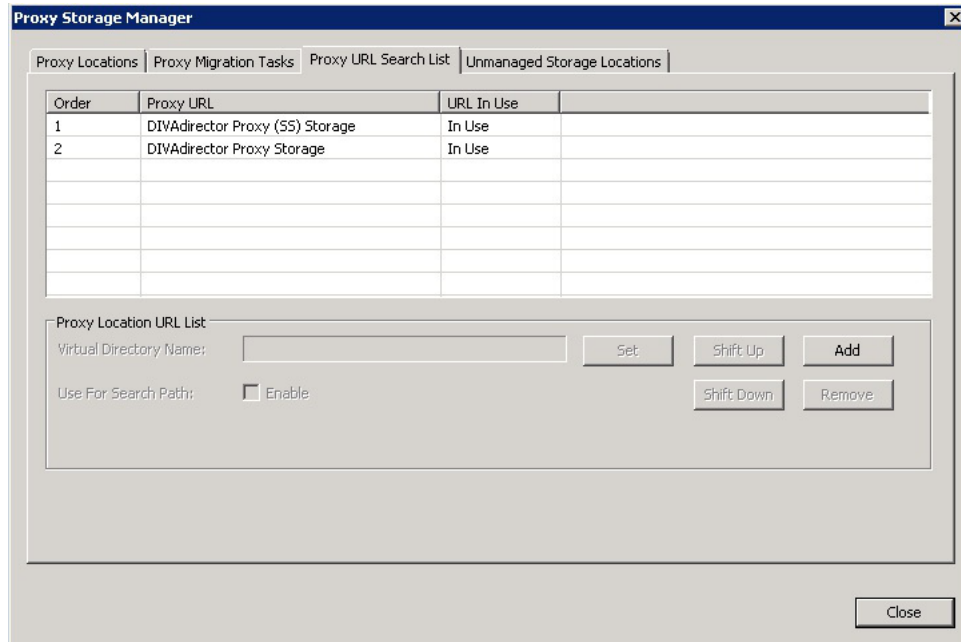 Proxy Storage Manager
Proxy Locations Proxy Migration Tasks Proxy URL Search List Unmanaged Storage Locations
Order Proxy URL URL In Use
1 DIVAdirector Proxy (SS) Storage In Use
2 DIVAdirector Proxy Storage In Use
Proxy Location URL List
Virtual Directory Name: Set Shift Up Add
Use For Search Path: Enable Shift Down Remove
Close